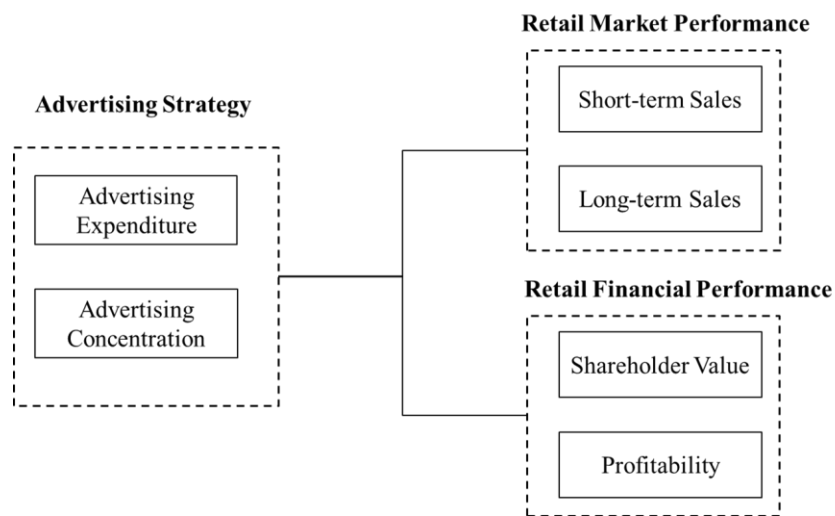 Retail Market Performance
Short-term Sales
Advertising Strategy
Advertising
Expenditure
Long-term Sales
Advertising
Concentration
Retail Financial Performance
Shareholder Value
Profitability